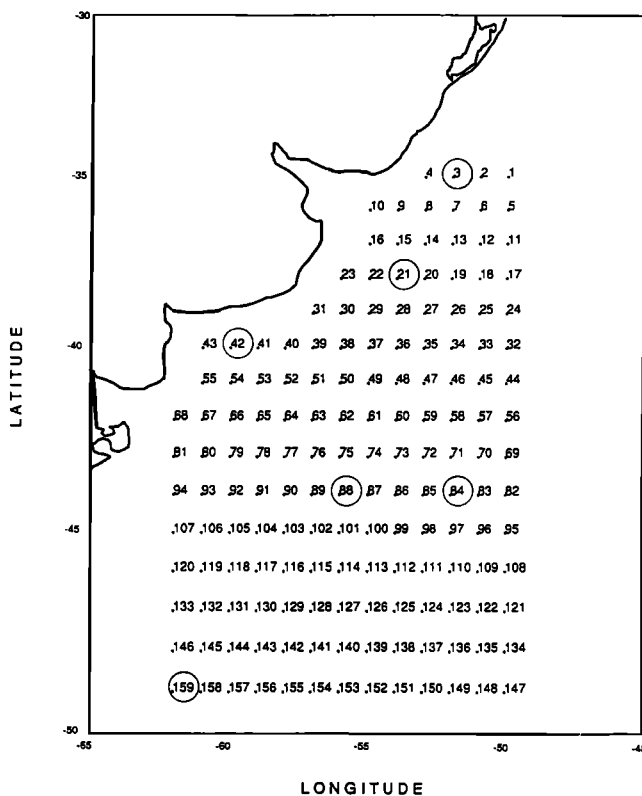 -30
-35
.4 .3 .2 .1
.10 .9 .8 .7 .6 .5
.16 .15 .14 .13 .12 .11
.23 .22 .21 .20 .19 .18 .17
.31 .30 .29 .28 .27 .26 .25 .24
-40 .43 .42 .41 .40 .39 .38 .37 .36 .35 .34 .33 .32
.55 .54 .53 .52 .51 .50 .49 .48 .47 .46 .45 .44
LATITUDE
.68 .67 .66 .65 .64 .63 .62 .61 .60 .59 .58 .57 .56
.81 .80 .79 .78 .77 .76 .75 .74 .73 .72 .71 .70 .69
.94 .93 .92 .91 .90 .89 .88 .87 .86 .85 .84 .83 .82
-45 .107 .106 .105 .104 .103 .102 .101 .100 .99 .98 .97 .96 .95
.120 .119 .118 .117 .116 .115 .114 .113 .112 .111 .110 .109 .108
.133 .132 .131 .130 .129 .128 .127 .126 .125 .124 .123 .122 .121
.146 .145 .144 .143 .142 .141 .140 .139 .138 .137 .136 .135 .134
.159 .158 .157 .156 .155 .154 .153 .152 .151 .150 .149 .148 .147
-50
-65 -60 -55 -50
LONGITUDE